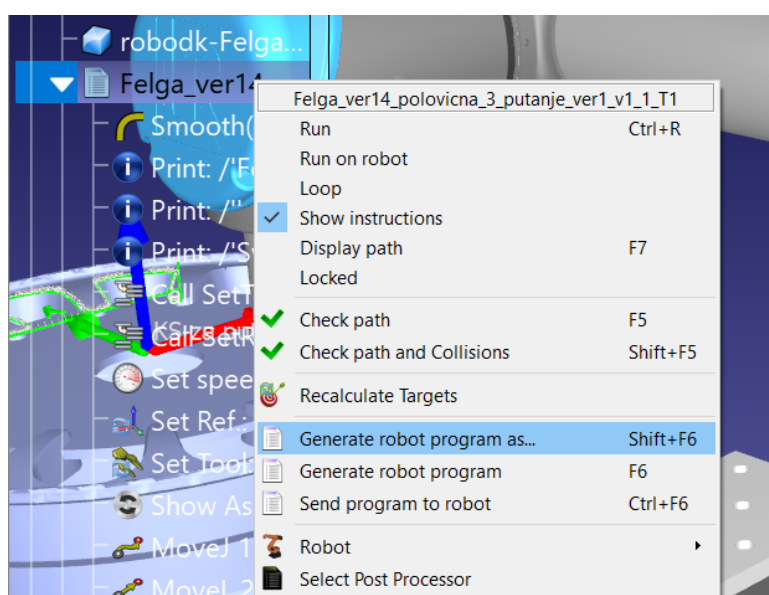 robodk-Felga...
Felga_ver14
Felga_ver14_polovicna_3_putanje_ver1_v1_1_T1
Smooth(
Run Ctrl+R
Print: /'F
Run on robot
Loop
Print: /''
Show instructions
Print: /'S
Display path F7
Locked
Call SetT
Check path F5
Call SetR
Check path and Collisions Shift+F5
Set spee
Recalculate Targets
Set Ref.:
Generate robot program as... Shift+F6
Set Tool:
Generate robot program F6
Show As
Send program to robot Ctrl+F6
MoveJ 1
Robot
MoveL 2
Select Post Processor